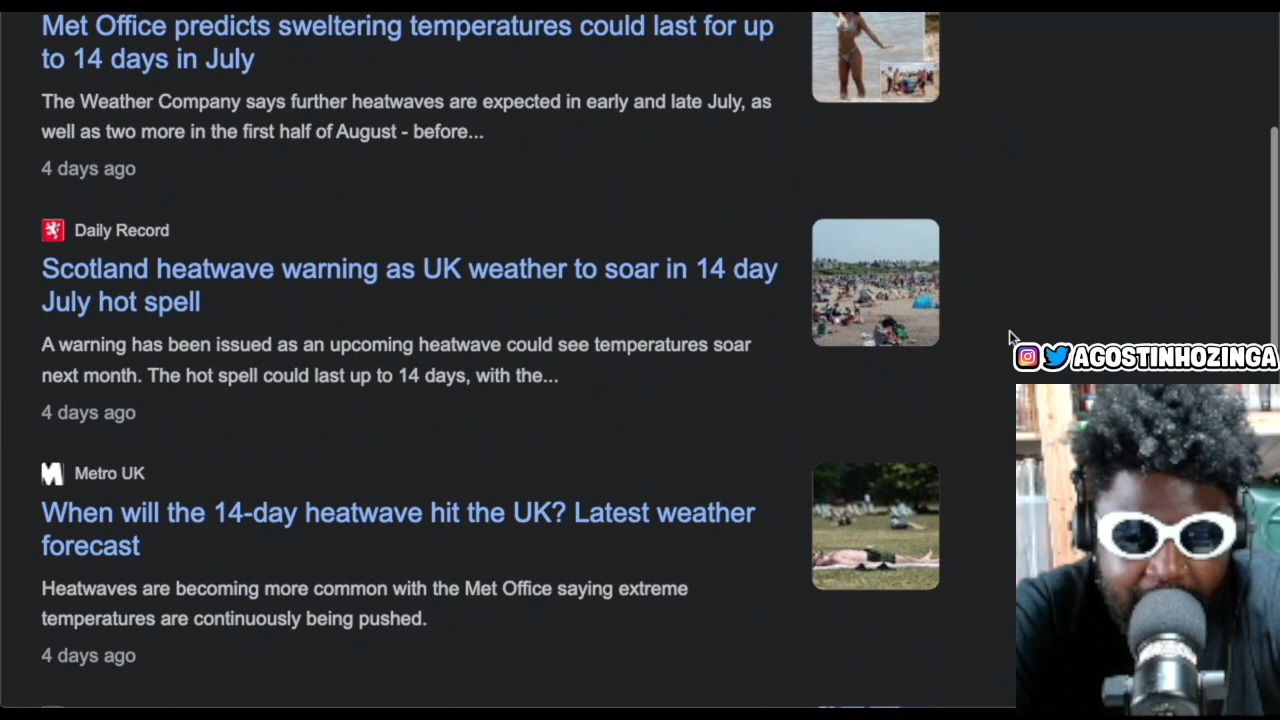 Met Office predicts sweltering temperatures could last for up
to 14 days in July
The Weather Company says further heatwaves are expected in early and late July, as
well as two more in the first half of August - before...
4 days ago
Daily Record
Scotland heatwave warning as UK weather to soar in 14 day
July hot spell
A warning has been issued as an upcoming heatwave could see temperatures soar
next month. The hot spell could last up to 14 days, with the...
4 days ago
Metro UK
When will the 14-day heatwave hit the UK? Latest weather
forecast
Heatwaves are becoming more common with the Met Office saying extreme
temperatures are continuously being pushed.
4 days ago
AGOSTINHOZINGA